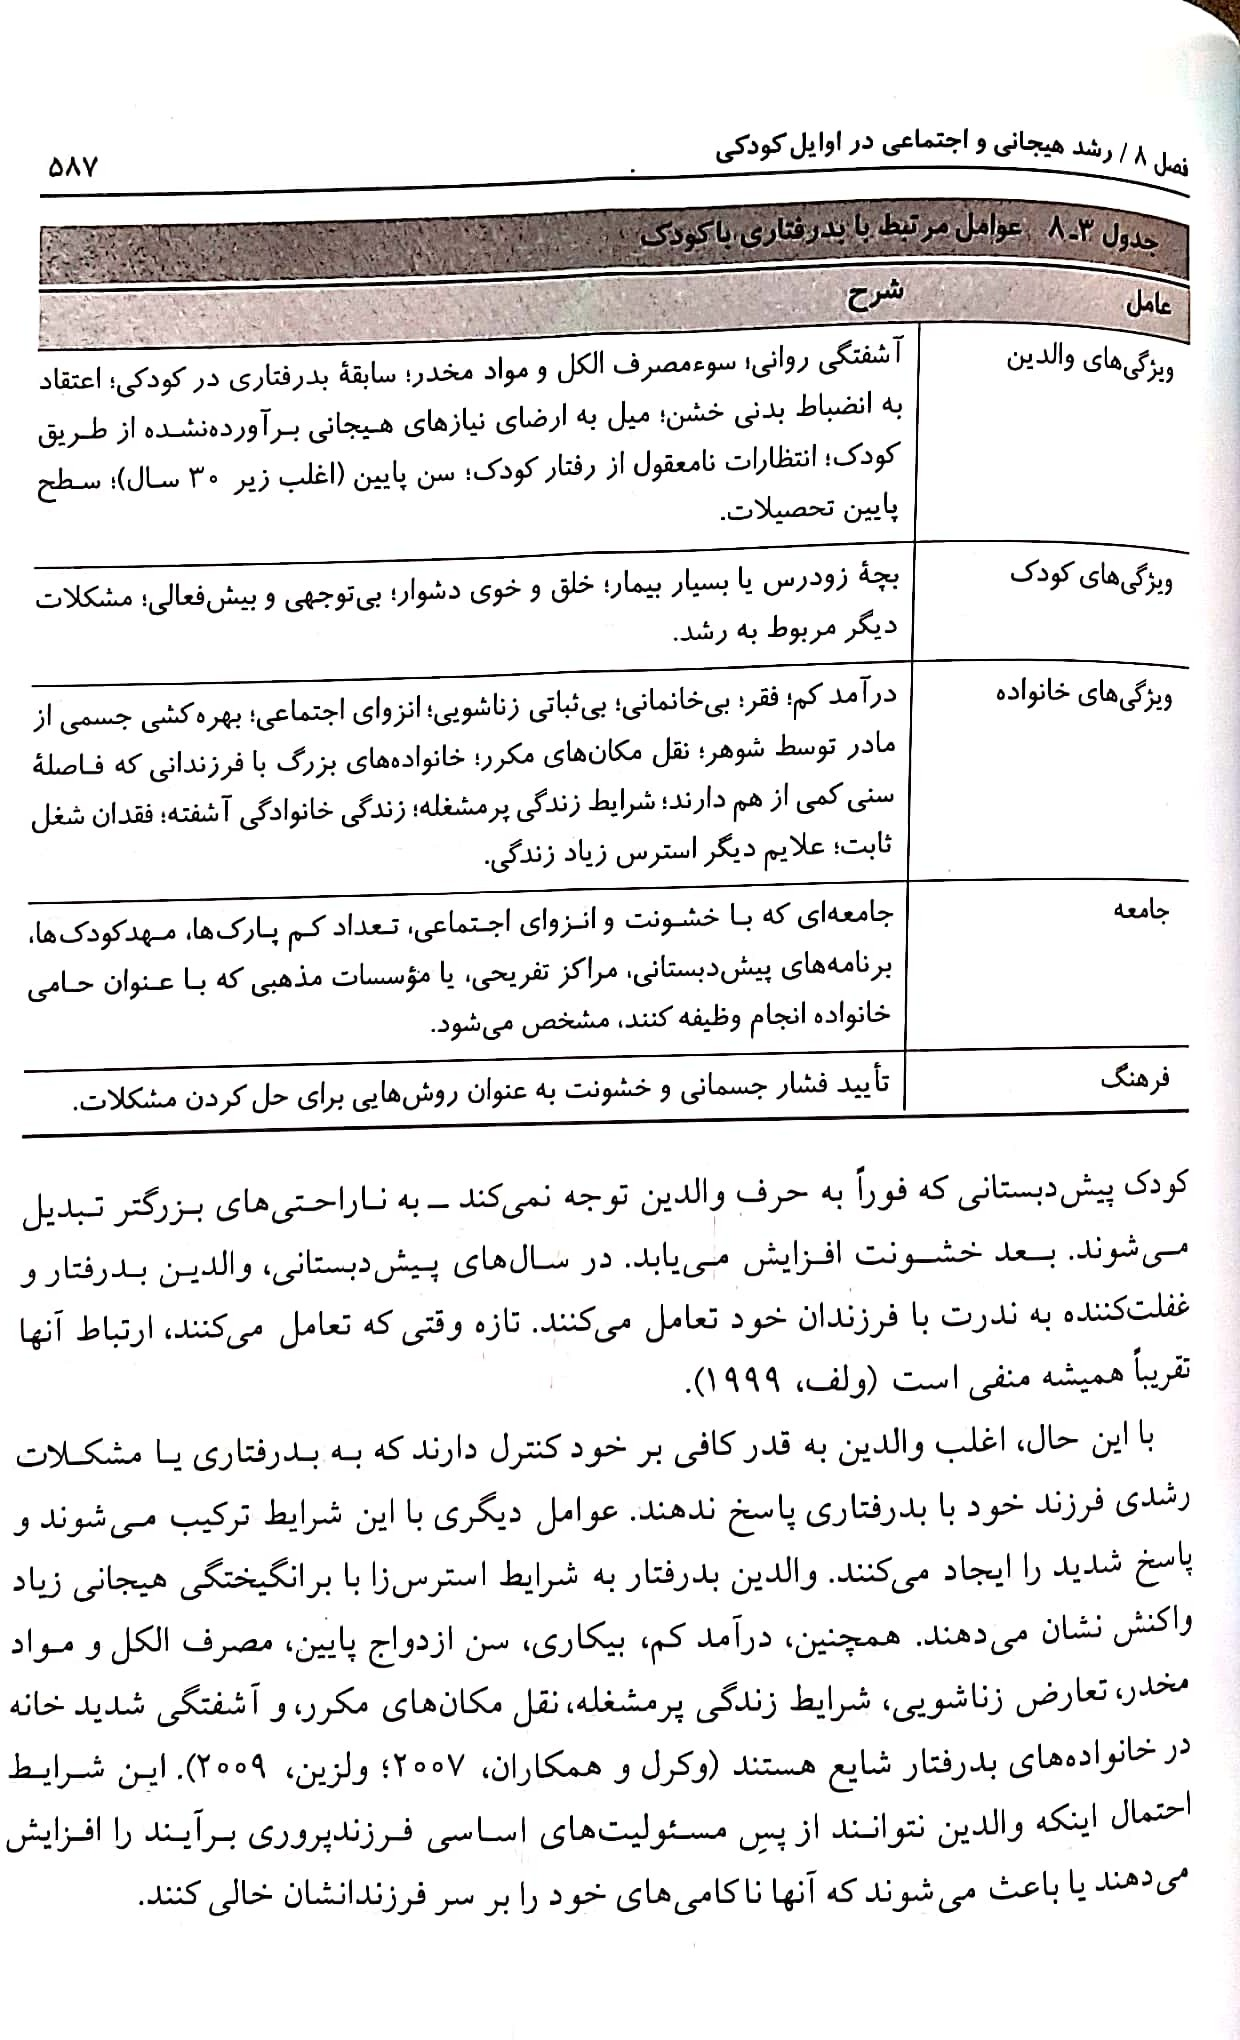 فصل ۸ / رشد هیجانی و اجتماعی در اوایل کودکی
۵۸۷
جدول ۳ـ۸ عوامل مرتبط با بدرفتاری با کودک
عامل
شرح
ویژگی‌های والدین
آشفتگی روانی؛ سوءمصرف الکل و مواد مخدر؛ سابقهٔ بدرفتاری در کودکی؛ اعتقاد
به انضباط بدنی خشن؛ میل به ارضای نیازهای هیجانی برآورده‌نشده از طریق
کودک؛ انتظارات نامعقول از رفتار کودک؛ سن پایین (اغلب زیر ۳۰ سال)؛ سطح
پایین تحصیلات.
ویژگی‌های کودک
بچهٔ زودرس یا بسیار بیمار؛ خلق و خوی دشوار؛ بی‌توجهی و بیش‌فعالی؛ مشکلات
دیگر مربوط به رشد.
ویژگی‌های خانواده
درآمد کم؛ فقر؛ بی‌خانمانی؛ بی‌ثباتی زناشویی؛ انزوای اجتماعی؛ بهره‌کشی جسمی از
مادر توسط شوهر؛ نقل مکان‌های مکرر؛ خانواده‌های بزرگ با فرزندانی که فاصلهٔ
سنی کمی از هم دارند؛ شرایط زندگی پرمشغله؛ زندگی خانوادگی آشفته؛ فقدان شغل
ثابت؛ علایم دیگر استرس زیاد زندگی.
جامعه
جامعه‌ای که با خشونت و انزوای اجتماعی، تعداد کم پارک‌ها، مهدکودک‌ها،
برنامه‌های پیش‌دبستانی، مراکز تفریحی، یا مؤسسات مذهبی که با عنوان حامی
خانواده انجام وظیفه کنند، مشخص می‌شود.
فرهنگ
تأیید فشار جسمانی و خشونت به عنوان روش‌هایی برای حل کردن مشکلات.
کودک پیش‌دبستانی که فوراً به حرف والدین توجه نمی‌کند ـ به ناراحتی‌های بزرگتر تبدیل
می‌شوند. بعد خشونت افزایش می‌یابد. در سال‌های پیش‌دبستانی، والدین بدرفتار و
غفلت‌کننده به ندرت با فرزندان خود تعامل می‌کنند. تازه وقتی که تعامل می‌کنند، ارتباط آنها
تقریباً همیشه منفی است (ولف، ۱۹۹۹).
با این حال، اغلب والدین به قدر کافی بر خود کنترل دارند که به بدرفتاری یا مشکلات
رشدی فرزند خود با بدرفتاری پاسخ ندهند. عوامل دیگری با این شرایط ترکیب می‌شوند و
پاسخ شدید را ایجاد می‌کنند. والدین بدرفتار به شرایط استرس‌زا با برانگیختگی هیجانی زیاد
واکنش نشان می‌دهند. همچنین، درآمد کم، بیکاری، سن ازدواج پایین، مصرف الکل و مواد
مخدر، تعارض زناشویی، شرایط زندگی پرمشغله، نقل مکان‌های مکرر، و آشفتگی شدید خانه
در خانواده‌های بدرفتار شایع هستند (وکرل و همکاران، ۲۰۰۷؛ ولزین، ۲۰۰۹). این شرایط
احتمال اینکه والدین نتوانند از پسِ مسئولیت‌های اساسی فرزندپروری برآیند را افزایش
می‌دهند یا باعث می‌شوند که آنها ناکامی‌های خود را بر سر فرزندانشان خالی کنند.